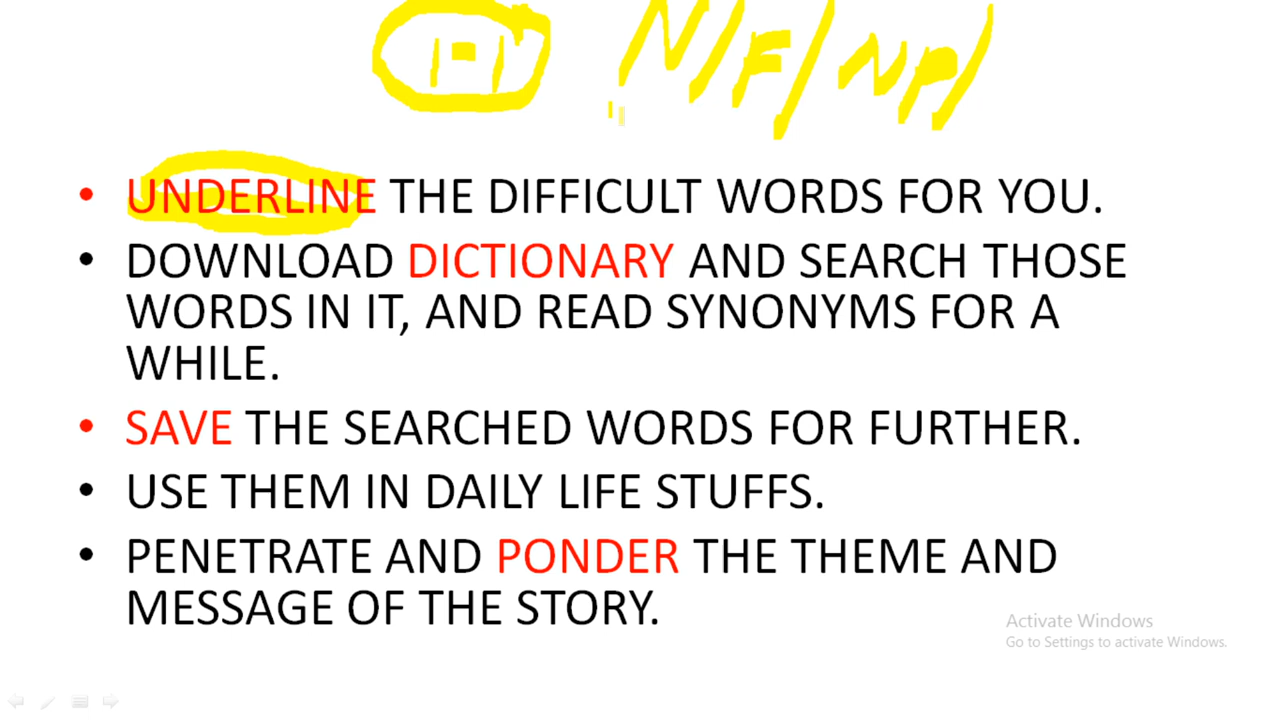 N/F/NP/
• UNDERLINE THE DIFFICULT WORDS FOR YOU.
• DOWNLOAD DICTIONARY AND SEARCH THOSE
WORDS IN IT, AND READ SYNONYMS FOR A
WHILE.
• SAVE THE SEARCHED WORDS FOR FURTHER.
• USE THEM IN DAILY LIFE STUFFS.
• PENETRATE AND PONDER THE THEME AND
MESSAGE OF THE STORY.
Activate Windows
Go to Settings to activate Windows.